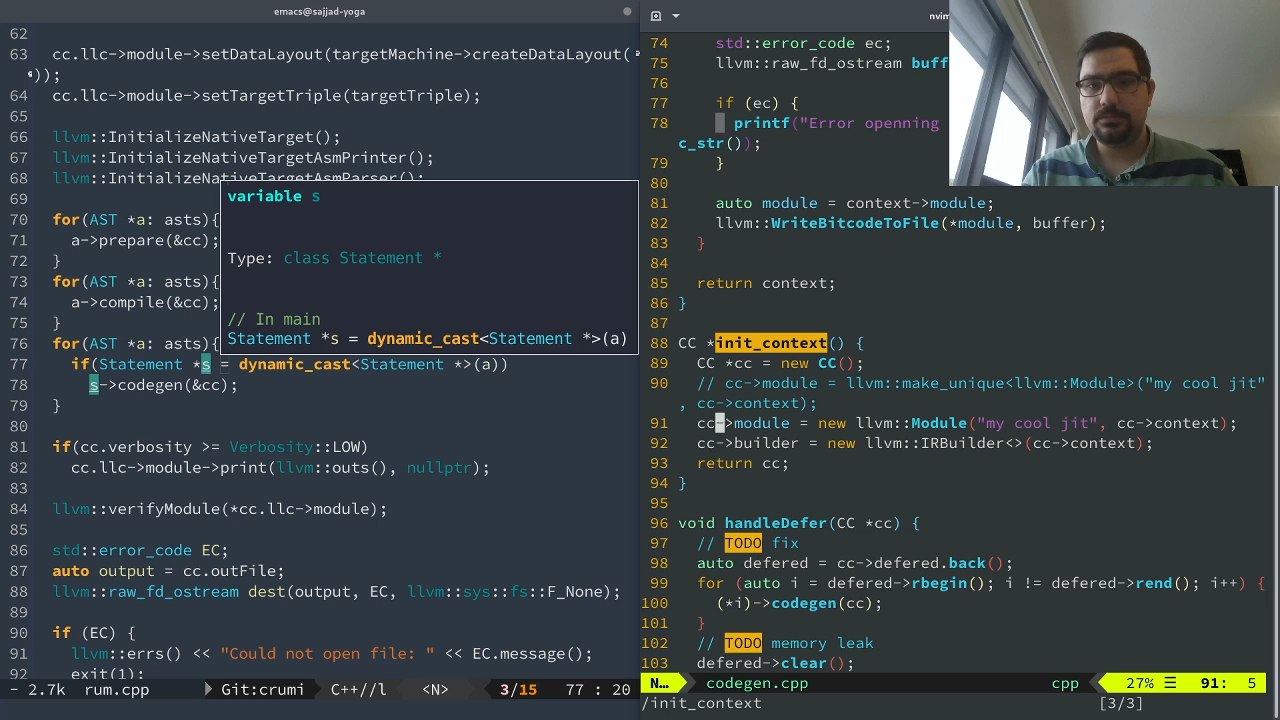 emacs@sajjad-yoga
62
63 cc.llc->module->setDataLayout(targetMachine->createDataLayout(
));
64 cc.llc->module->setTargetTriple(targetTriple);
65
66 llvm::InitializeNativeTarget();
67 llvm::InitializeNativeTargetAsmPrinter();
68 llvm::InitializeNativeTargetAsmParser();
69
70 for(AST *a: asts){
71 a->prepare(&cc);
72 }
73 for(AST *a: asts){
74 a->compile(&cc);
75 }
76 for(AST *a: asts){
77 if(Statement *s = dynamic_cast<Statement *>(a))
78 s->codegen(&cc);
79 }
80
81 if(cc.verbosity >= Verbosity::LOW)
82 cc.llc->module->print(llvm::outs(), nullptr);
83
84 llvm::verifyModule(*cc.llc->module);
85
86 std::error_code EC;
87 auto output = cc.outFile;
88 llvm::raw_fd_ostream dest(output, EC, llvm::sys::fs::F_None);
89
90 if (EC) {
91 llvm::errs() << "Could not open file: " << EC.message();
92 exit(1);
- 2.7k rum.cpp Git:crumi C++//l <N> 3/15 77 : 20
variable s
Type: class Statement *
// In main
Statement *s = dynamic_cast<Statement *>(a)
nvim
74 std::error_code ec;
75 llvm::raw_fd_ostream buff
76
77 if (ec) {
78 printf("Error openning
c_str());
79 }
80
81 auto module = context->module;
82 llvm::WriteBitcodeToFile(*module, buffer);
83 }
84
85 return context;
86 }
87
88 CC *init_context() {
89 CC *cc = new CC();
90 // cc->module = llvm::make_unique<llvm::Module>("my cool jit"
, cc->context);
91 cc->module = new llvm::Module("my cool jit", cc->context);
92 cc->builder = new llvm::IRBuilder<>(cc->context);
93 return cc;
94 }
95
96 void handleDefer(CC *cc) {
97 // TODO fix
98 auto defered = cc->defered.back();
99 for (auto i = defered->rbegin(); i != defered->rend(); i++) {
100 (*i)->codegen(cc);
101 }
102 // TODO memory leak
103 defered->clear();
N… codegen.cpp cpp 27% ☰ 91: 5
/init_context [3/3]